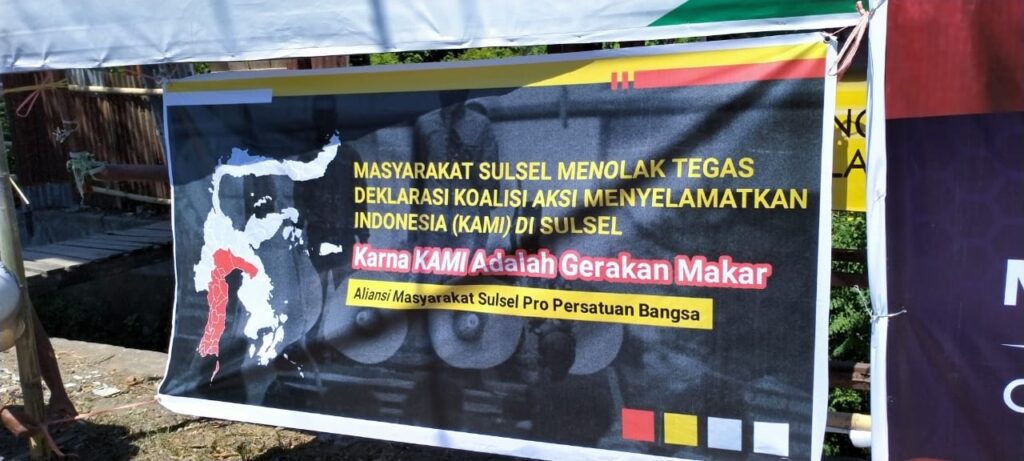 MASYARAKAT SULSEL MENOLAK TEGAS
DEKLARASI KOALISI AKSI MENYELAMATKAN
INDONESIA (KAMI) DI SULSEL
Karna KAMI Adalah Gerakan Makar
Aliansi Masyarakat Sulsel Pro Persatuan Bangsa